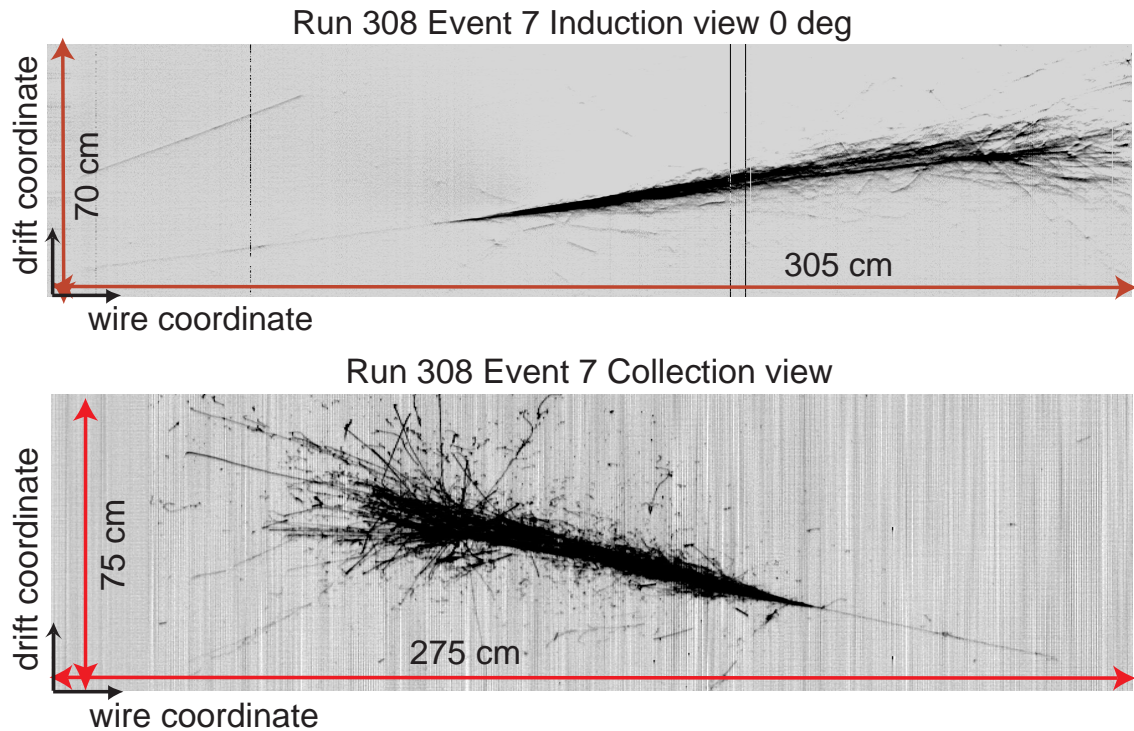 Run 308 Event 7 Induction view 0 deg
drift coordinate
70 cm
305 cm
wire coordinate
Run 308 Event 7 Collection view
drift coordinate
75 cm
275 cm
wire coordinate